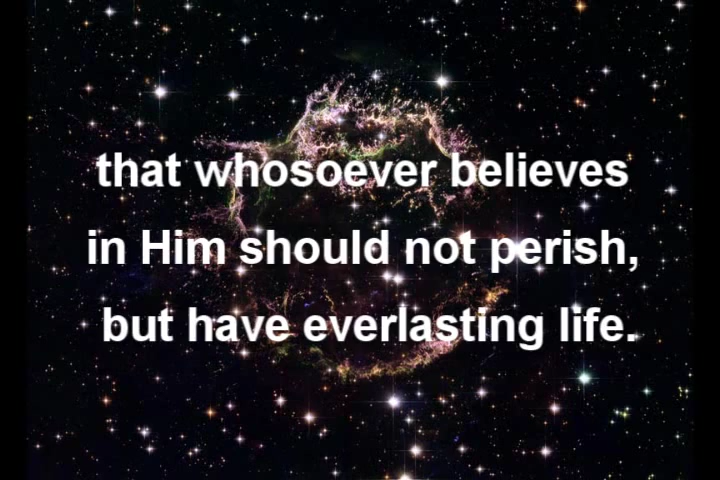 that whosoever believes
in Him should not perish,
but have everlasting life.